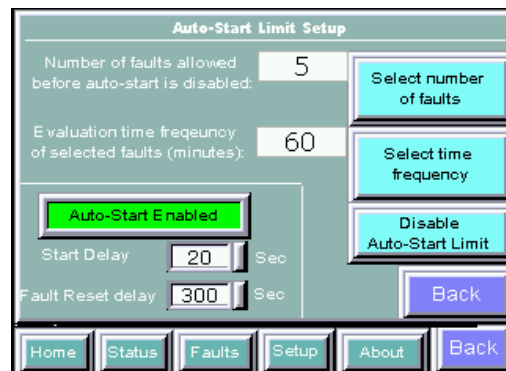 Auto-Start Limit Setup
Number of faults allowed
before auto-start is disabled:
5
Select number
of faults
Evaluation time freqeuncy
of selected faults (minutes):
60
Select time
frequency
Auto-Start Enabled
Disable
Auto-Start Limit
Start Delay
20
Sec
Fault Reset delay
300
Sec
Back
Home
Status
Faults
Setup
About
Back